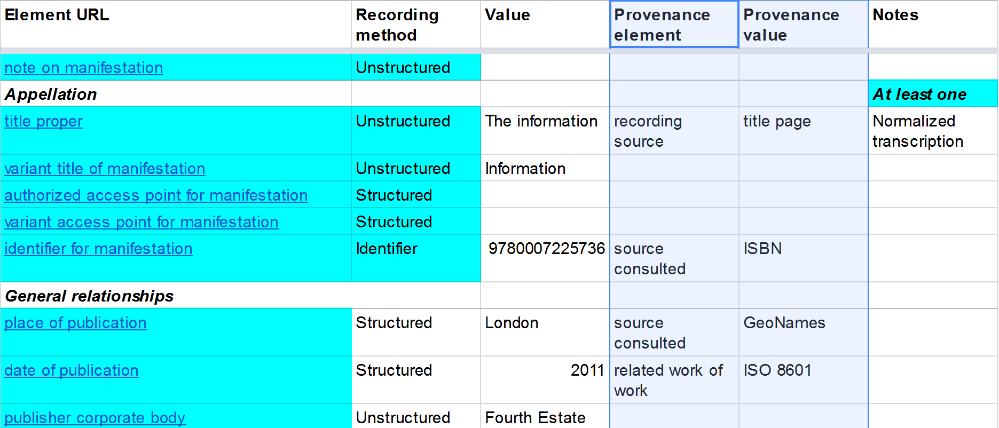 Element URL Recording method Value Provenance element Provenance value Notes
note on manifestation Unstructured
Appellation At least one
title proper Unstructured The information recording source title page Normalized transcription
variant title of manifestation Unstructured Information
authorized access point for manifestation Structured
variant access point for manifestation Structured
identifier for manifestation Identifier 9780007225736 source consulted ISBN
General relationships
place of publication Structured London source consulted GeoNames
date of publication Structured 2011 related work of work ISO 8601
publisher corporate body Unstructured Fourth Estate